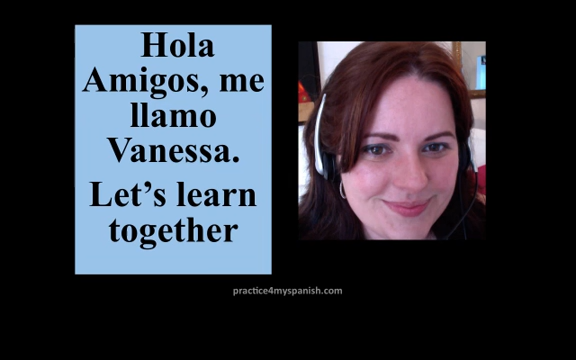 Hola
Amigos, me
llamo
Vanessa.
Let's learn
together
practice4myspanish.com